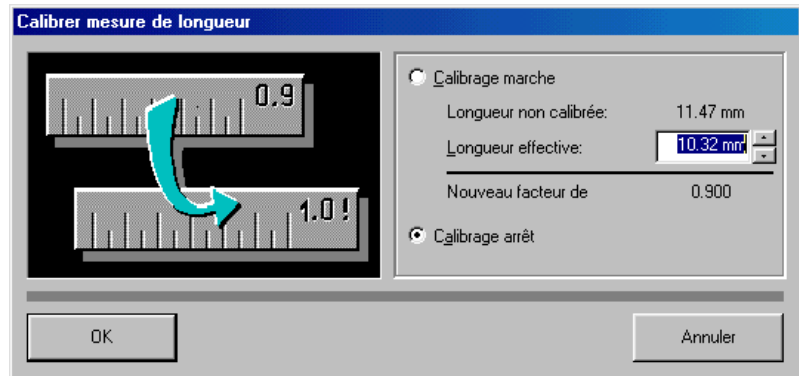 Calibrer mesure de longueur
0.9
1.0!
Calibrage marche
Longueur non calibrée: 11.47 mm
Longueur effective: 10.32 mm
Nouveau facteur de 0.900
Calibrage arrêt
OK
Annuler